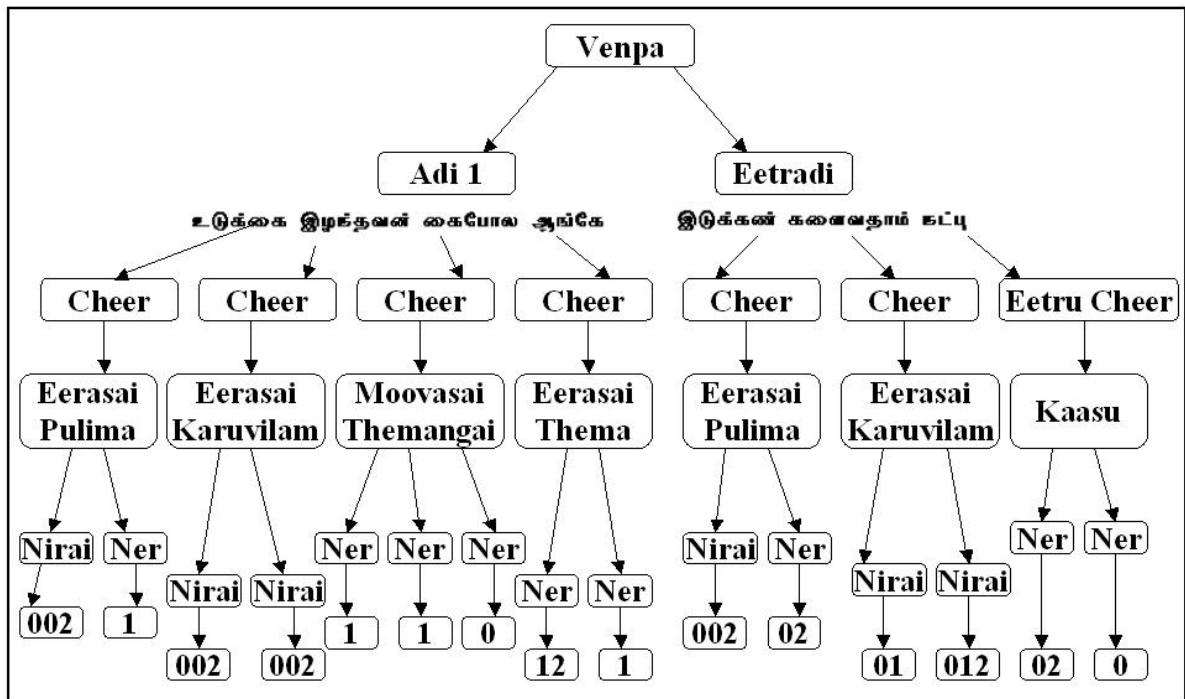 Venpa
Adi 1 Eetradi
உடுக்கை இழந்தவன் கைபோல ஆங்கே இடுக்கண் களைவதாம் நட்பு
Cheer Cheer Cheer Cheer Cheer Cheer Eetru Cheer
Eerasai Pulima
Eerasai Karuvilam
Moovasai Themangai
Eerasai Thema
Eerasai Pulima
Eerasai Karuvilam
Kaasu
Nirai Ner Nirai Nirai Ner Ner Ner Ner Ner Nirai Ner Nirai Nirai Ner Ner
002 1 002 002 1 1 0 12 1 002 02 01 012 02 0